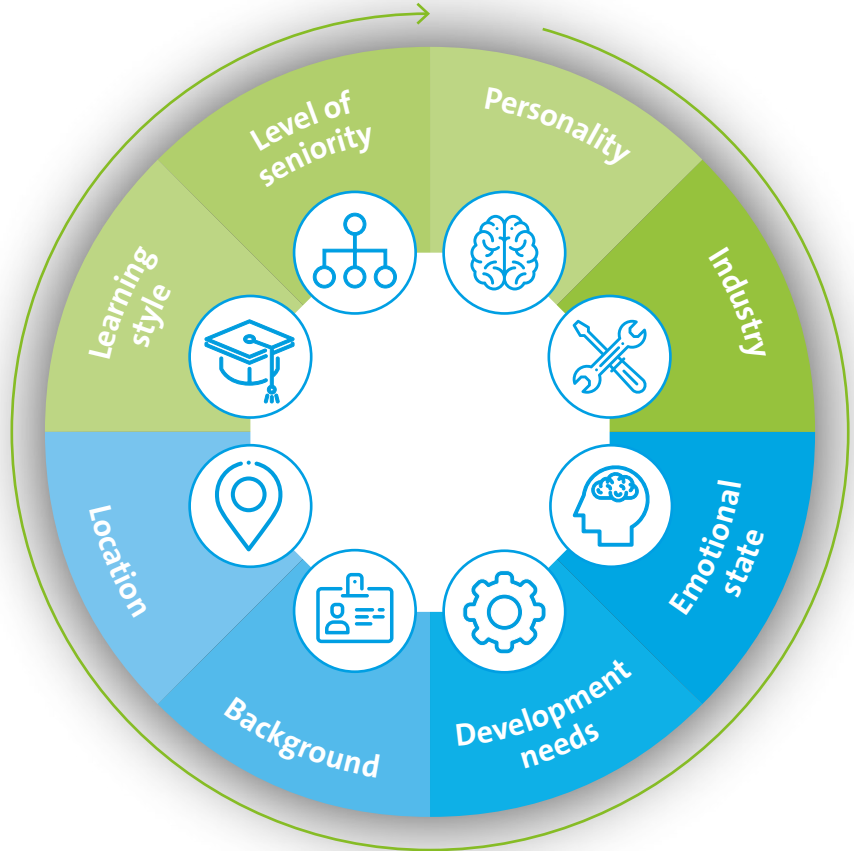 Personality
Industry
Emotional
state
Development
needs
Background
Location
Learning
style
Level of
seniority